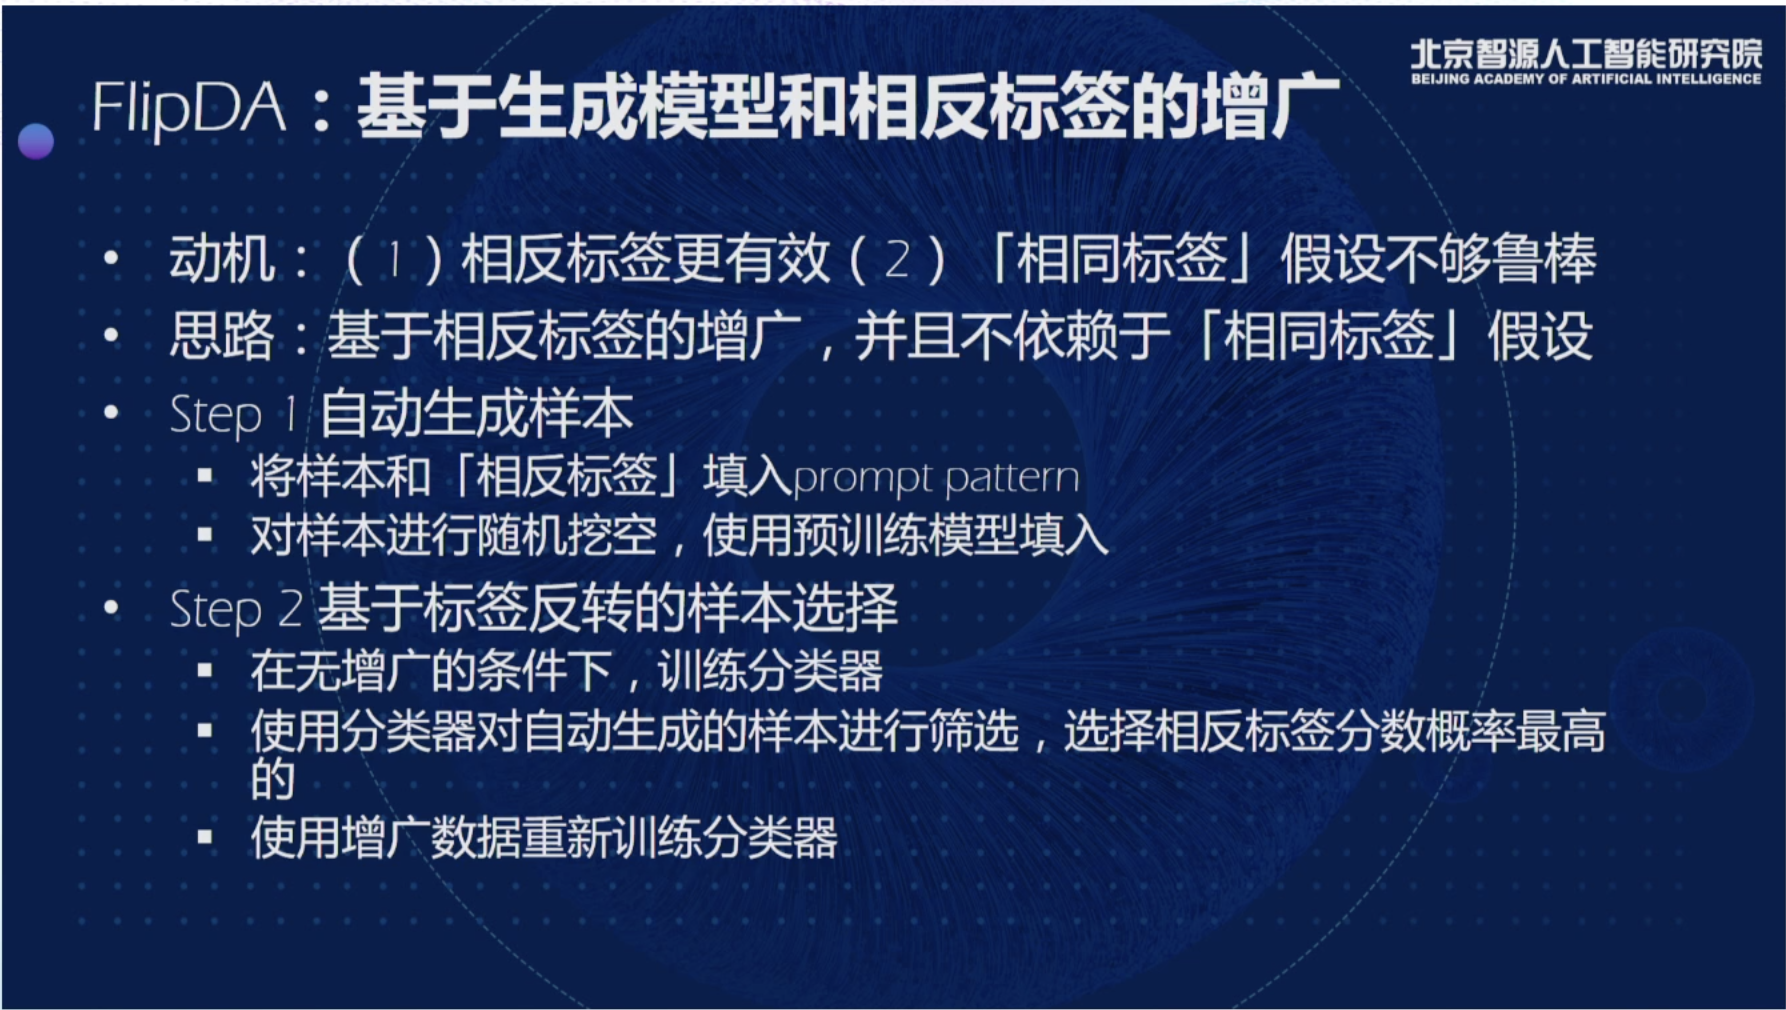 北京智源人工智能研究院
BEIJING ACADEMY OF ARTIFICIAL INTELLIGENCE
FlipDA：基于生成模型和相反标签的增广
• 动机：（1）相反标签更有效（2）「相同标签」假设不够鲁棒
• 思路：基于相反标签的增广，并且不依赖于「相同标签」假设
• Step 1 自动生成样本
▪ 将样本和「相反标签」填入prompt pattern
▪ 对样本进行随机挖空，使用预训练模型填入
• Step 2 基于标签反转的样本选择
▪ 在无增广的条件下，训练分类器
▪ 使用分类器对自动生成的样本进行筛选，选择相反标签分数概率最高
的
▪ 使用增广数据重新训练分类器